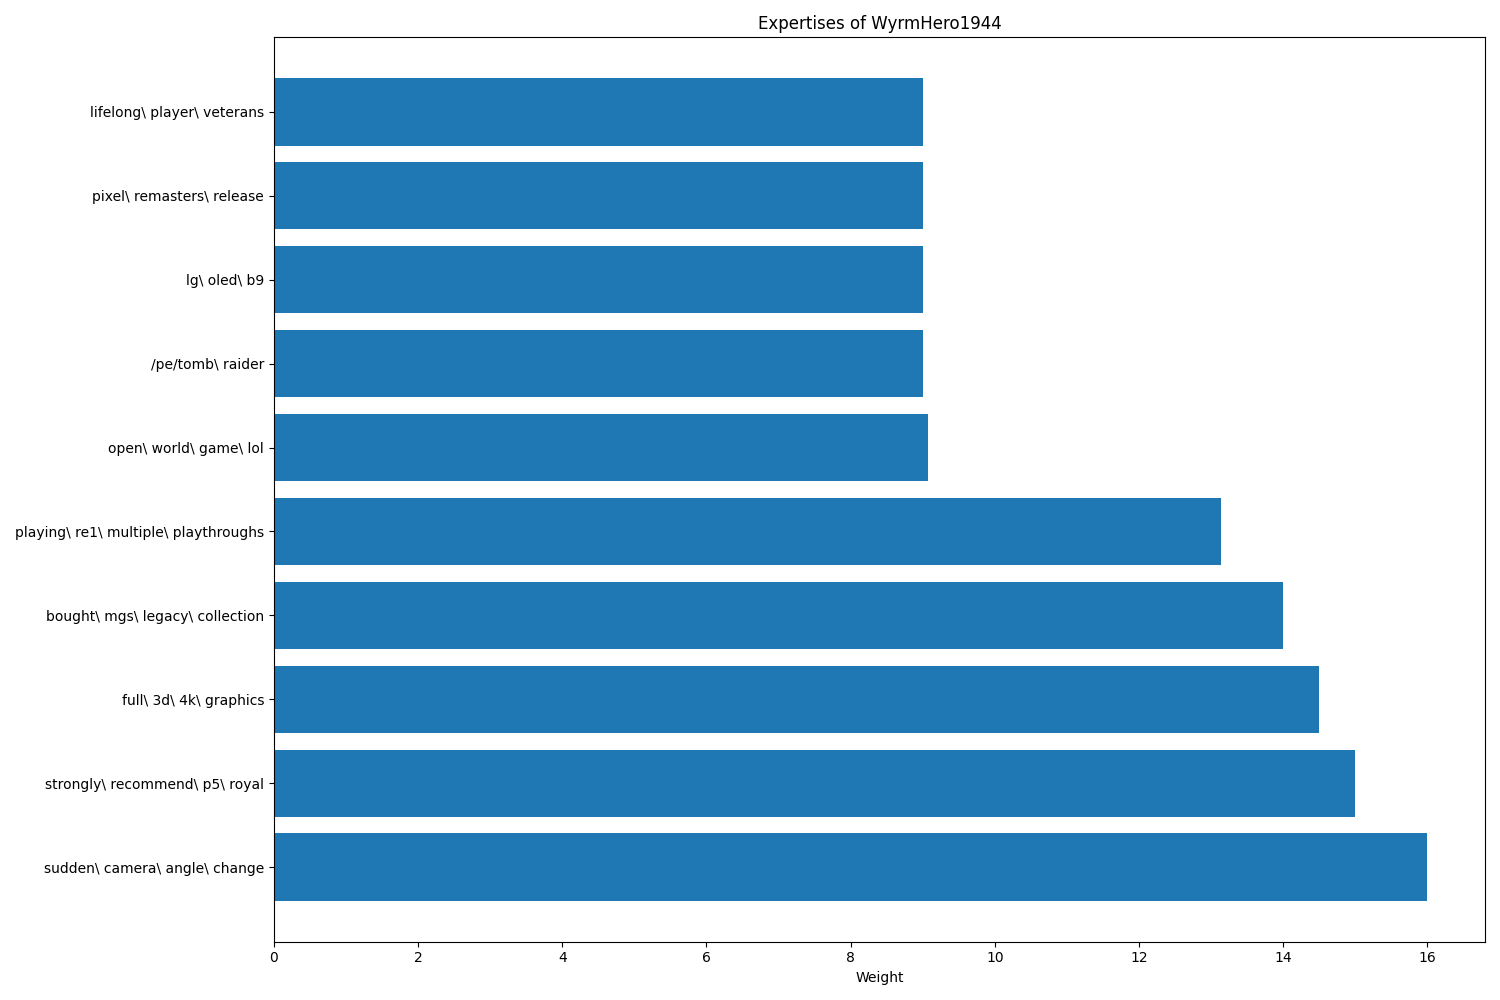 Expertises of WyrmHero1944
lifelong\ player\ veterans
pixel\ remasters\ release
lg\ oled\ b9
/pe/tomb\ raider
open\ world\ game\ lol
playing\ re1\ multiple\ playthroughs
bought\ mgs\ legacy\ collection
full\ 3d\ 4k\ graphics
strongly\ recommend\ p5\ royal
sudden\ camera\ angle\ change
0 2 4 6 8 10 12 14 16
Weight